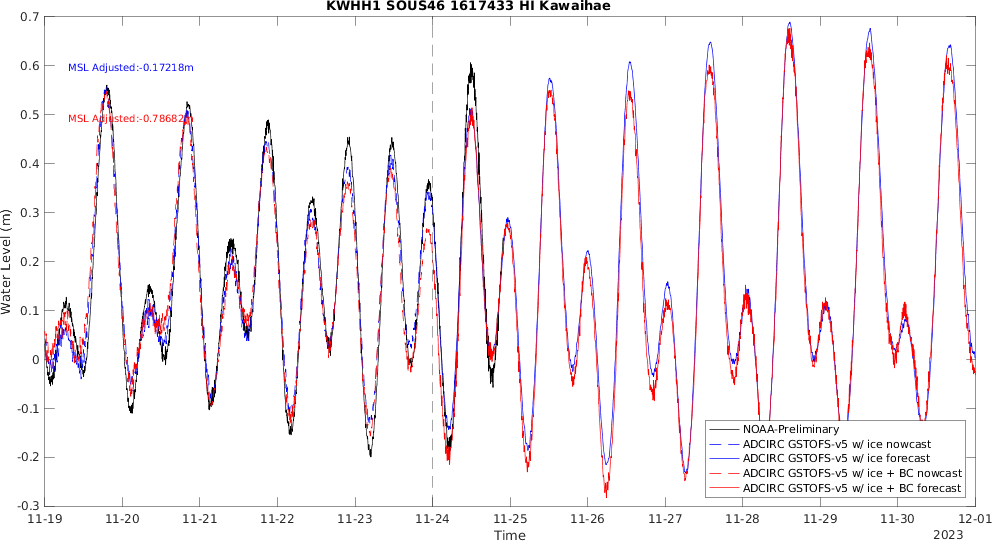 KWHH1 SOUS46 1617433 HI Kawaihae
0.7
0.6
0.5
0.4
0.3
0.2
0.1
0
-0.1
-0.2
-0.3
Water Level (m)
MSL Adjusted:-0.17218m
MSL Adjusted:-0.78682
NOAA-Preliminary
ADCIRC GSTOFS-v5 w/ ice nowcast
ADCIRC GSTOFS-v5 w/ ice forecast
ADCIRC GSTOFS-v5 w/ ice + BC nowcast
ADCIRC GSTOFS-v5 w/ ice + BC forecast
11-19 11-20 11-21 11-22 11-23 11-24 11-25 11-26 11-27 11-28 11-29 11-30 12-01
Time
2023